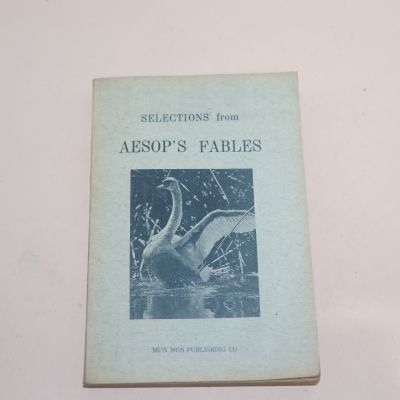 SELECTIONS from
AESOP'S FABLES
MUN WON PUBLISHING CO.